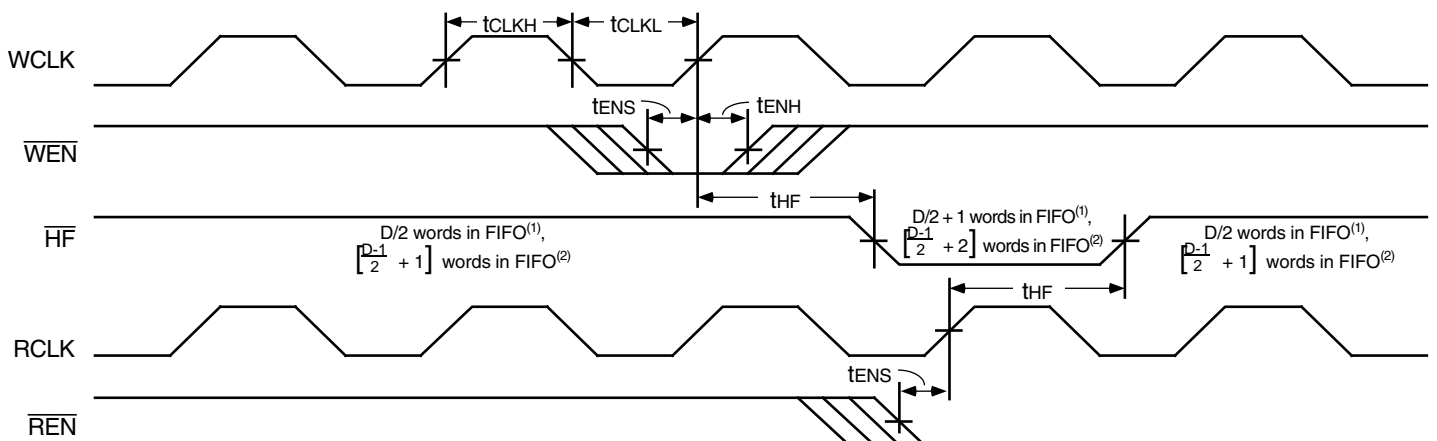 tCLKH
tCLKL
WCLK
tENS
tENH
WEN
tHF
HF
D/2 words in FIFO(1),
[D-1/2 + 1] words in FIFO(2)
D/2 + 1 words in FIFO(1),
[D-1/2 + 2] words in FIFO(2)
D/2 words in FIFO(1),
[D-1/2 + 1] words in FIFO(2)
tHF
RCLK
tENS
REN